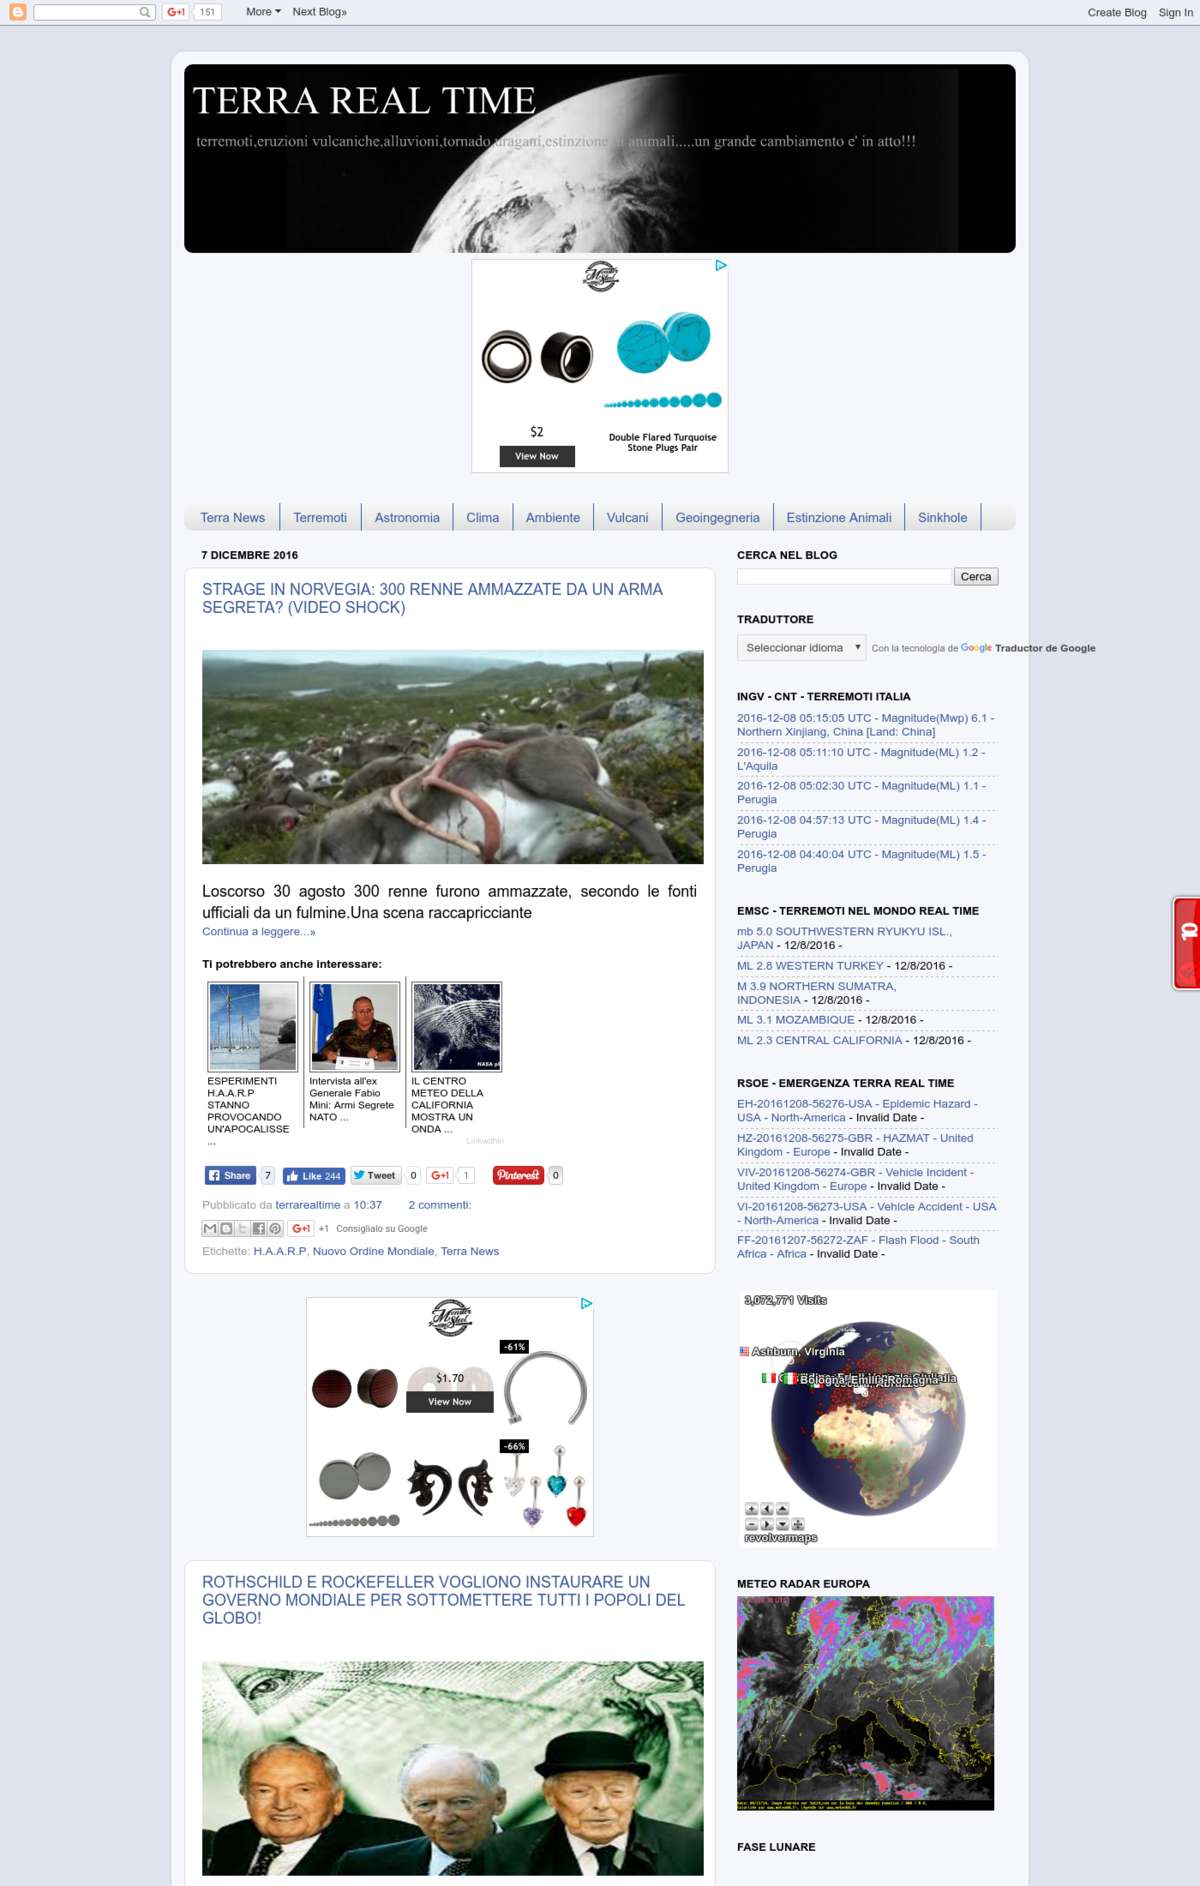 151
More
Next Blog»
Create Blog
Sign In
TERRA REAL TIME
terremoti,eruzioni vulcaniche,alluvioni,tornado,uragani,estinzione di animali.....un grande cambiamento e' in atto!!!
$2
View Now
Double Flared Turquoise
Stone Plugs Pair
Terra News
Terremoti
Astronomia
Clima
Ambiente
Vulcani
Geoingegneria
Estinzione Animali
Sinkhole
7 DICEMBRE 2016
STRAGE IN NORVEGIA: 300 RENNE AMMAZZATE DA UN ARMA
SEGRETA? (VIDEO SHOCK)
Loscorso 30 agosto 300 renne furono ammazzate, secondo le fonti
ufficiali da un fulmine.Una scena raccapricciante
Continua a leggere...»
Ti potrebbero anche interessare:
ESPERIMENTI
H.A.A.R.P
STANNO
PROVOCANDO
UN'APOCALISSE
...
Intervista all'ex
Generale Fabio
Mini: Armi Segrete
NATO ...
IL CENTRO
METEO DELLA
CALIFORNIA
MOSTRA UN
ONDA ...
Linkwithin
Share 7
Like 244
Tweet 0
G+1 1
Pinterest 0
Pubblicato da terrarealtime a 10:37
2 commenti:
G+1 +1 Consiglialo su Google
Etichette: H.A.A.R.P, Nuovo Ordine Mondiale, Terra News
-61%
$1.70
View Now
-66%
ROTHSCHILD E ROCKEFELLER VOGLIONO INSTAURARE UN
GOVERNO MONDIALE PER SOTTOMETTERE TUTTI I POPOLI DEL
GLOBO!
CERCA NEL BLOG
Cerca
TRADUTTORE
Seleccionar idioma
Con la tecnología de Google Traductor de Google
INGV - CNT - TERREMOTI ITALIA
2016-12-08 05:15:05 UTC - Magnitude(Mwp) 6.1 -
Northern Xinjiang, China [Land: China]
2016-12-08 05:11:10 UTC - Magnitude(ML) 1.2 -
L'Aquila
2016-12-08 05:02:30 UTC - Magnitude(ML) 1.1 -
Perugia
2016-12-08 04:57:13 UTC - Magnitude(ML) 1.4 -
Perugia
2016-12-08 04:40:04 UTC - Magnitude(ML) 1.5 -
Perugia
EMSC - TERREMOTI NEL MONDO REAL TIME
mb 5.0 SOUTHWESTERN RYUKYU ISL.,
JAPAN - 12/8/2016 -
ML 2.8 WESTERN TURKEY - 12/8/2016 -
M 3.9 NORTHERN SUMATRA,
INDONESIA - 12/8/2016 -
ML 3.1 MOZAMBIQUE - 12/8/2016 -
ML 2.3 CENTRAL CALIFORNIA - 12/8/2016 -
RSOE - EMERGENZA TERRA REAL TIME
EH-20161208-56276-USA - Epidemic Hazard -
USA - North-America - Invalid Date -
HZ-20161208-56275-GBR - HAZMAT - United
Kingdom - Europe - Invalid Date -
VIV-20161208-56274-GBR - Vehicle Incident -
United Kingdom - Europe - Invalid Date -
VI-20161208-56273-USA - Vehicle Accident - USA
- North-America - Invalid Date -
FF-20161207-56272-ZAF - Flash Flood - South
Africa - Africa - Invalid Date -
3,072,771 Visits
Ashburn, Virginia
Bologna, Emilia-Romagna
revolvermaps
METEO RADAR EUROPA
FASE LUNARE
10